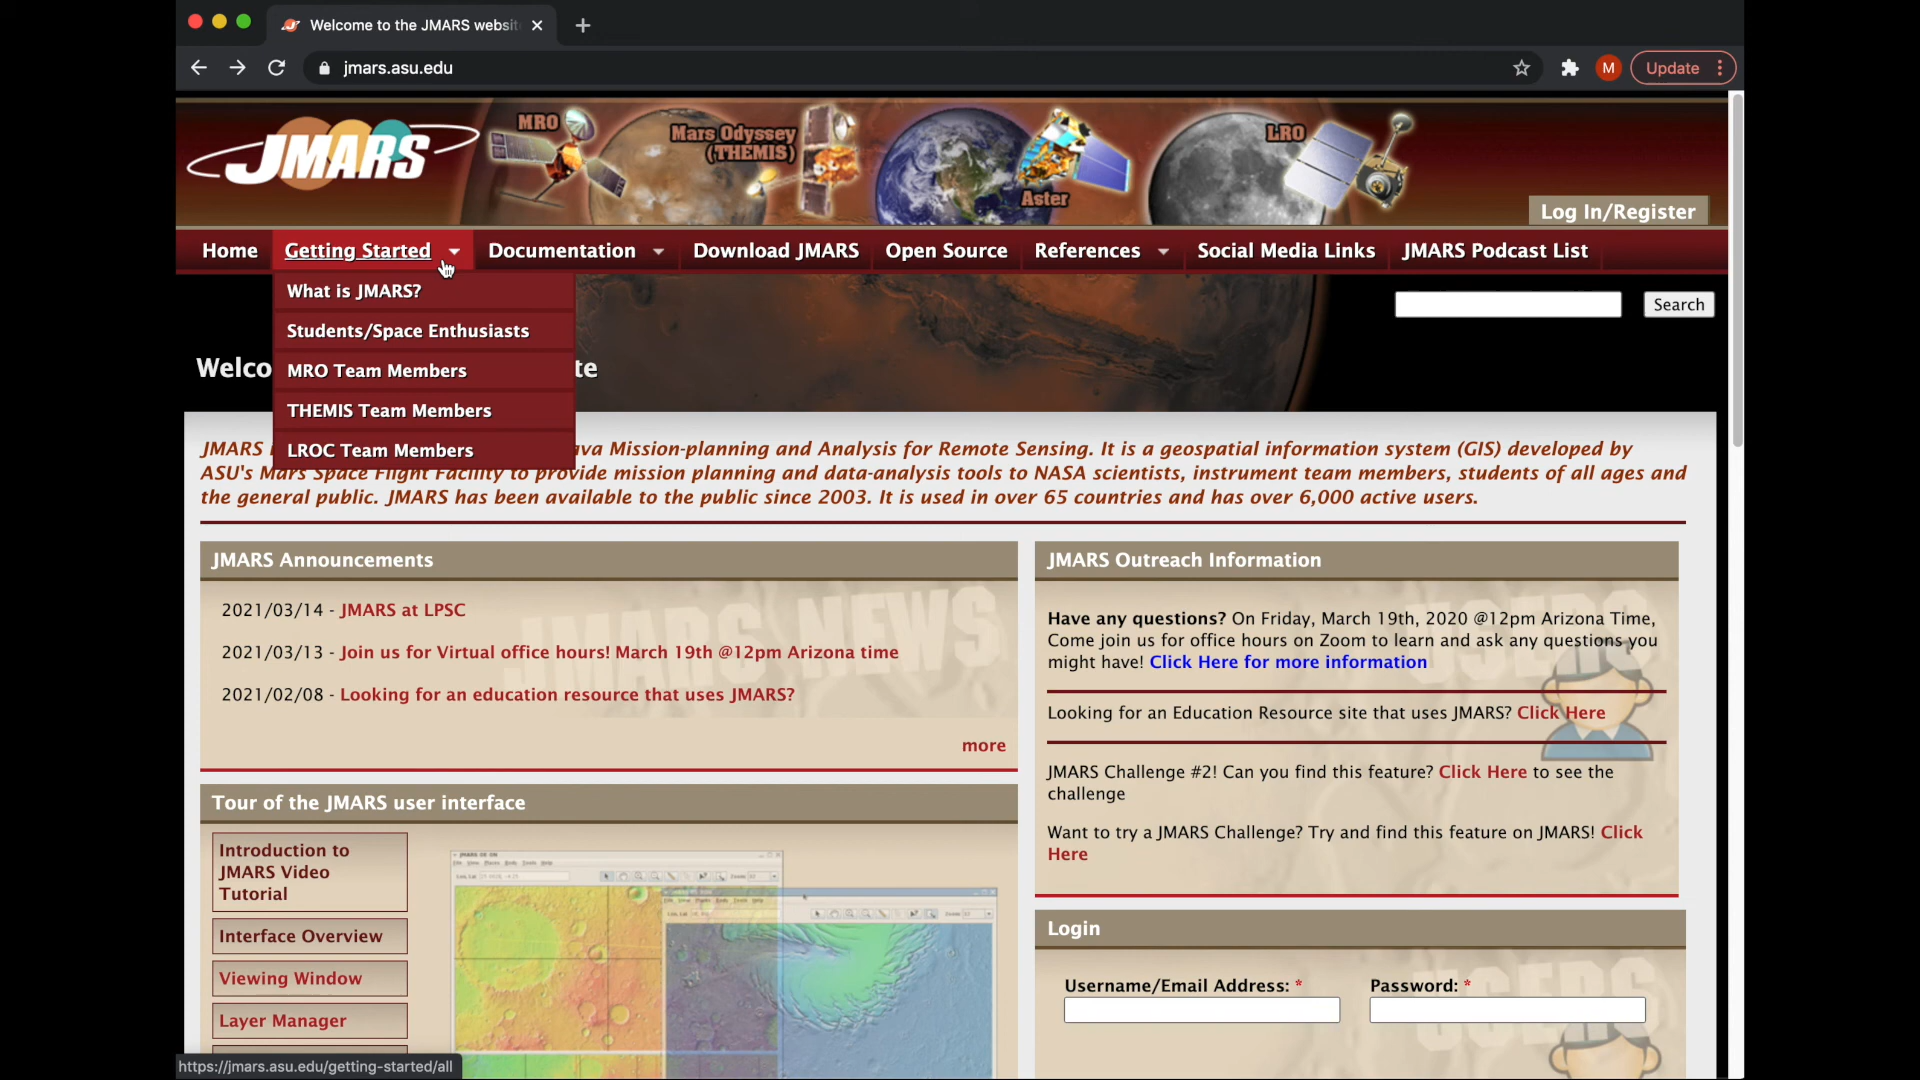 Welcome to the JMARS websit
jmars.asu.edu
M
Update
JMARS
MRO
Mars Odyssey
(THEMIS)
Aster
LRO
Log In/Register
Home
Getting Started
Documentation
Download JMARS
Open Source
References
Social Media Links
JMARS Podcast List
What is JMARS?
Students/Space Enthusiasts
MRO Team Members
THEMIS Team Members
LROC Team Members
Search
Welco te
JMARS ava Mission-planning and Analysis for Remote Sensing. It is a geospatial information system (GIS) developed by
ASU's Mars Space Flight Facility to provide mission planning and data-analysis tools to NASA scientists, instrument team members, students of all ages and
the general public. JMARS has been available to the public since 2003. It is used in over 65 countries and has over 6,000 active users.
JMARS Announcements
JMARS NEWS
2021/03/14 - JMARS at LPSC
2021/03/13 - Join us for Virtual office hours! March 19th @12pm Arizona time
2021/02/08 - Looking for an education resource that uses JMARS?
more
JMARS Outreach Information
USERS
Have any questions? On Friday, March 19th, 2020 @12pm Arizona Time,
Come join us for office hours on Zoom to learn and ask any questions you
might have! Click Here for more information
Looking for an Education Resource site that uses JMARS? Click Here
JMARS Challenge #2! Can you find this feature? Click Here to see the
challenge
Want to try a JMARS Challenge? Try and find this feature on JMARS! Click
Here
Tour of the JMARS user interface
Introduction to
JMARS Video
Tutorial
Interface Overview
Viewing Window
Layer Manager
Login
USERS
Username/Email Address: *
Password: *
https://jmars.asu.edu/getting-started/all